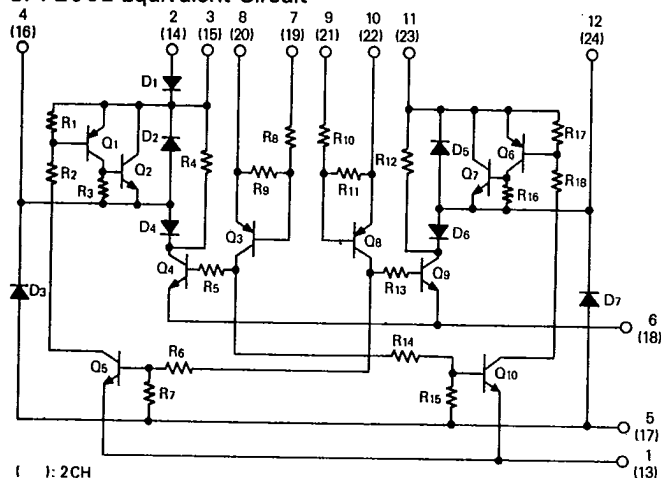 4 2 3 8 7 9 10 11 12
(16) (14) (15) (20) (19) (21) (22) (23) (24)
D1
R1 Q1 D2 R4 R8 R10 R12 D5 Q6 R17
Q2 R9 R11 Q7
R2 R3 R16 R18
D4 Q3 Q8 D6
Q4 R5 R13 Q9
D3 D7
6
(18)
R14
Q5 R6 Q10
R7 R15
5
(17)
1
(13)
( ): 2CH